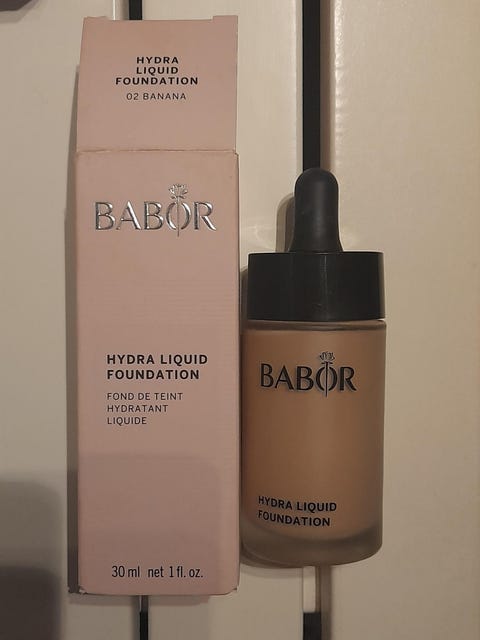 HYDRA
LIQUID
FOUNDATION
02 BANANA
BABOR
HYDRA LIQUID
FOUNDATION
FOND DE TEINT
HYDRATANT
LIQUIDE
30 ml net 1 fl. oz.
BABOR
HYDRA LIQUID
FOUNDATION